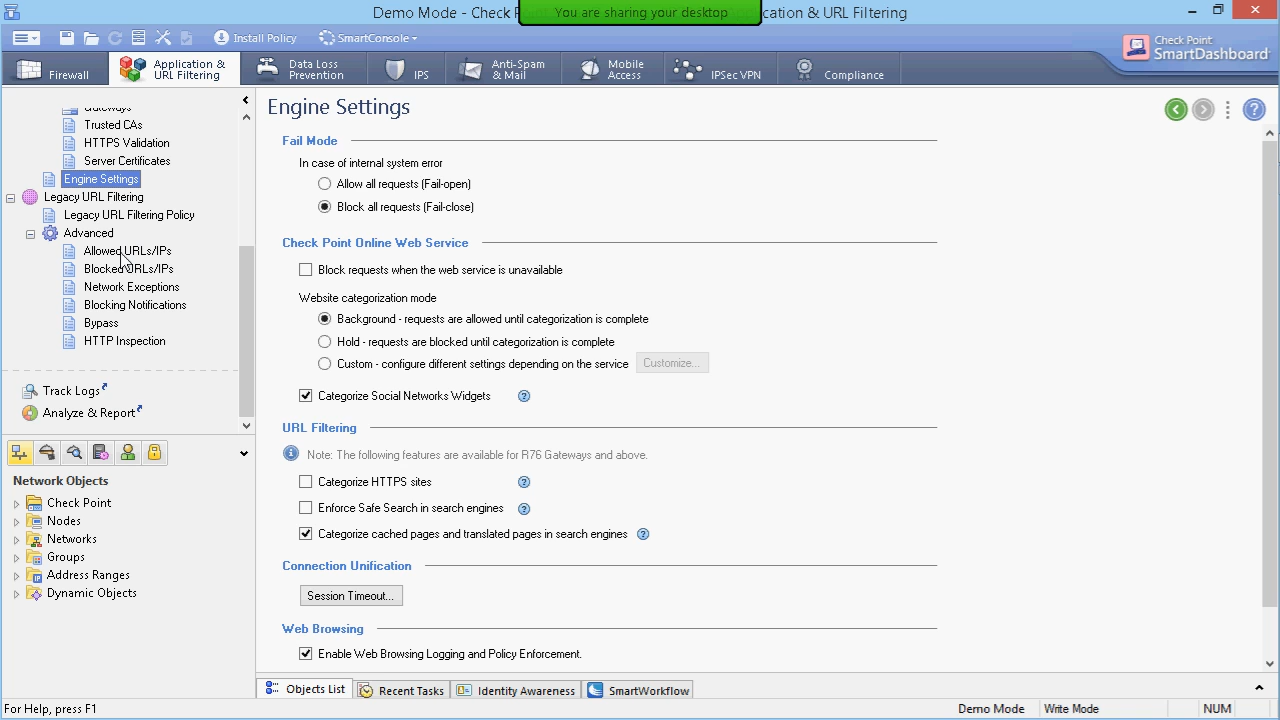 Demo Mode - Check P
You are sharing your desktop
ication & URL Filtering
Install Policy
SmartConsole
Firewall
Application & URL Filtering
Data Loss Prevention
IPS
Anti-Spam & Mail
Mobile Access
IPSec VPN
Compliance
Check Point
SmartDashboard
Gateways
Trusted CAs
HTTPS Validation
Server Certificates
Engine Settings
Legacy URL Filtering
Legacy URL Filtering Policy
Advanced
Allowed URLs/IPs
Blocked URLs/IPs
Network Exceptions
Blocking Notifications
Bypass
HTTP Inspection
Track Logs
Analyze & Report
Network Objects
Check Point
Nodes
Networks
Groups
Address Ranges
Dynamic Objects
Engine Settings
Fail Mode
In case of internal system error
Allow all requests (Fail-open)
Block all requests (Fail-close)
Check Point Online Web Service
Block requests when the web service is unavailable
Website categorization mode
Background - requests are allowed until categorization is complete
Hold - requests are blocked until categorization is complete
Custom - configure different settings depending on the service
Customize...
Categorize Social Networks Widgets
URL Filtering
Note: The following features are available for R76 Gateways and above.
Categorize HTTPS sites
Enforce Safe Search in search engines
Categorize cached pages and translated pages in search engines
Connection Unification
Session Timeout...
Web Browsing
Enable Web Browsing Logging and Policy Enforcement.
Objects List
Recent Tasks
Identity Awareness
SmartWorkflow
For Help, press F1
Demo Mode
Write Mode
NUM